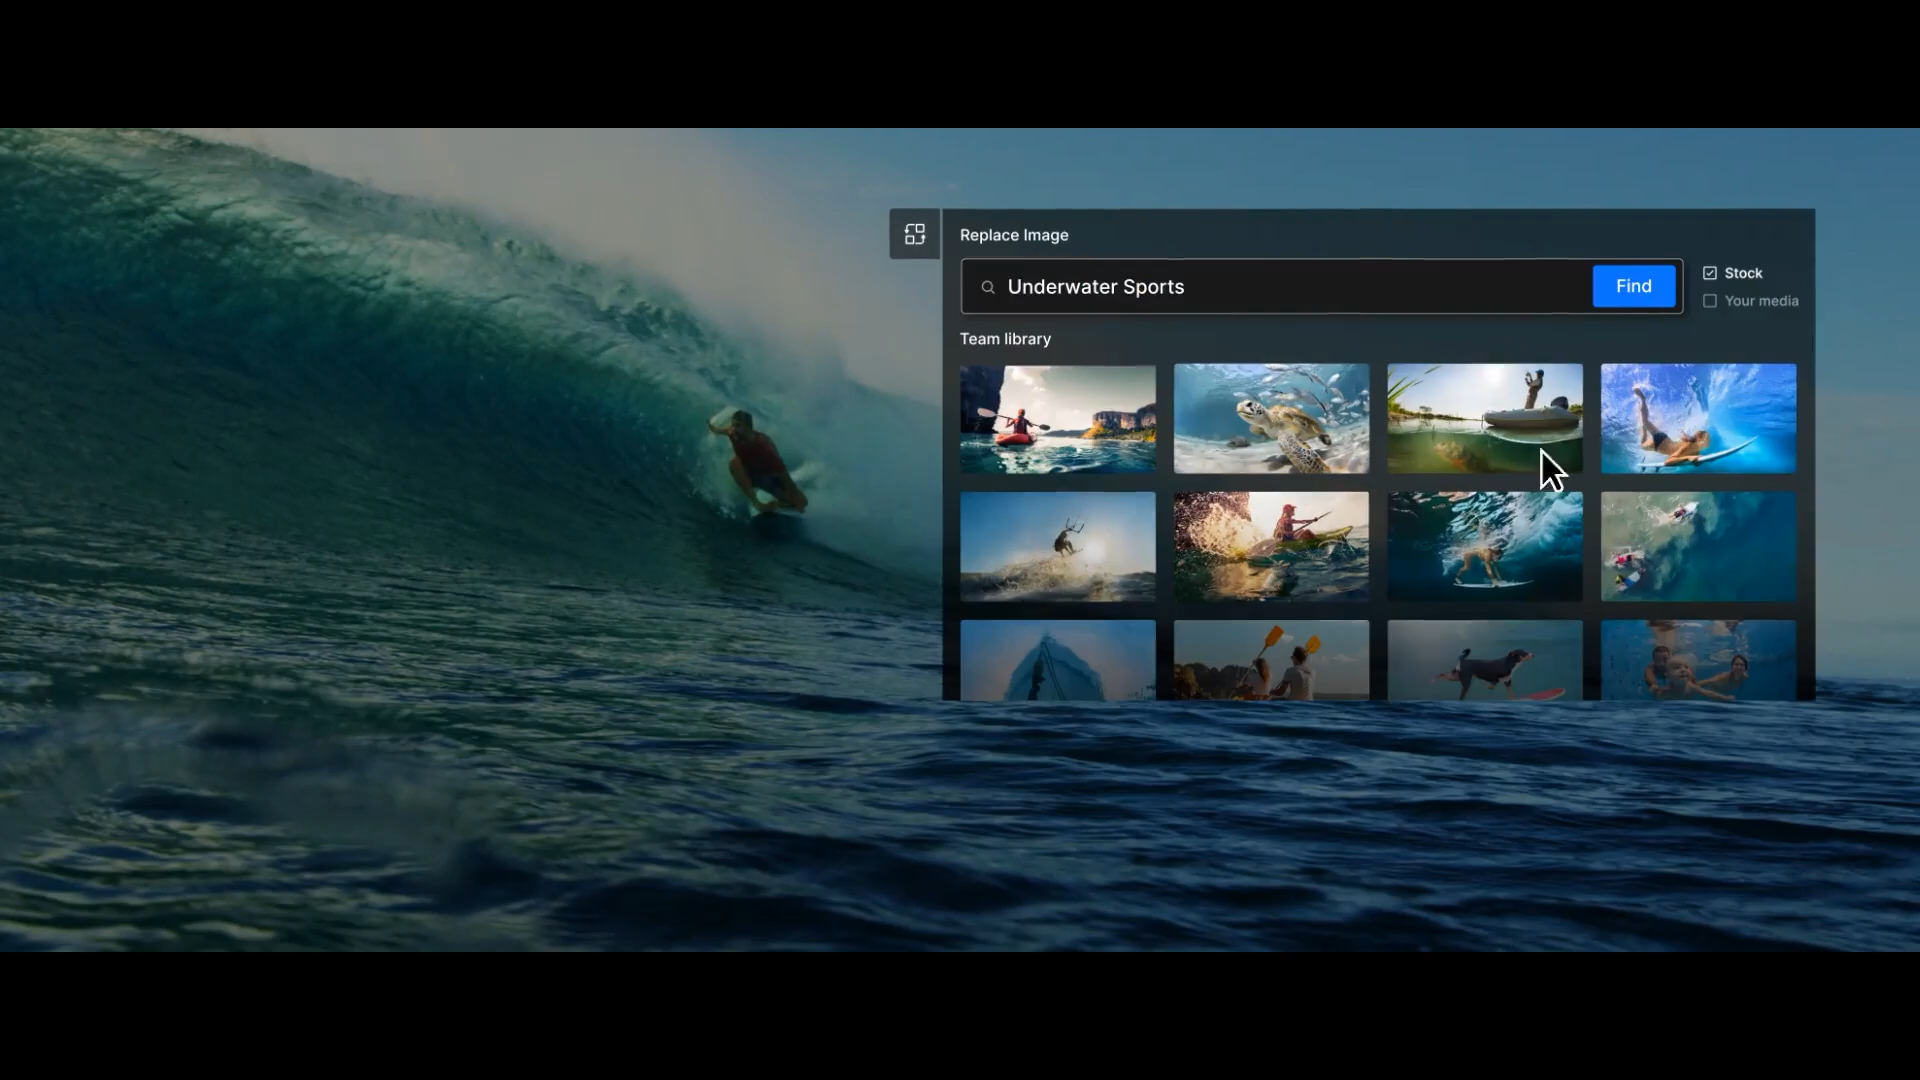 Replace Image
Underwater Sports
Find
Stock
Your media
Team library